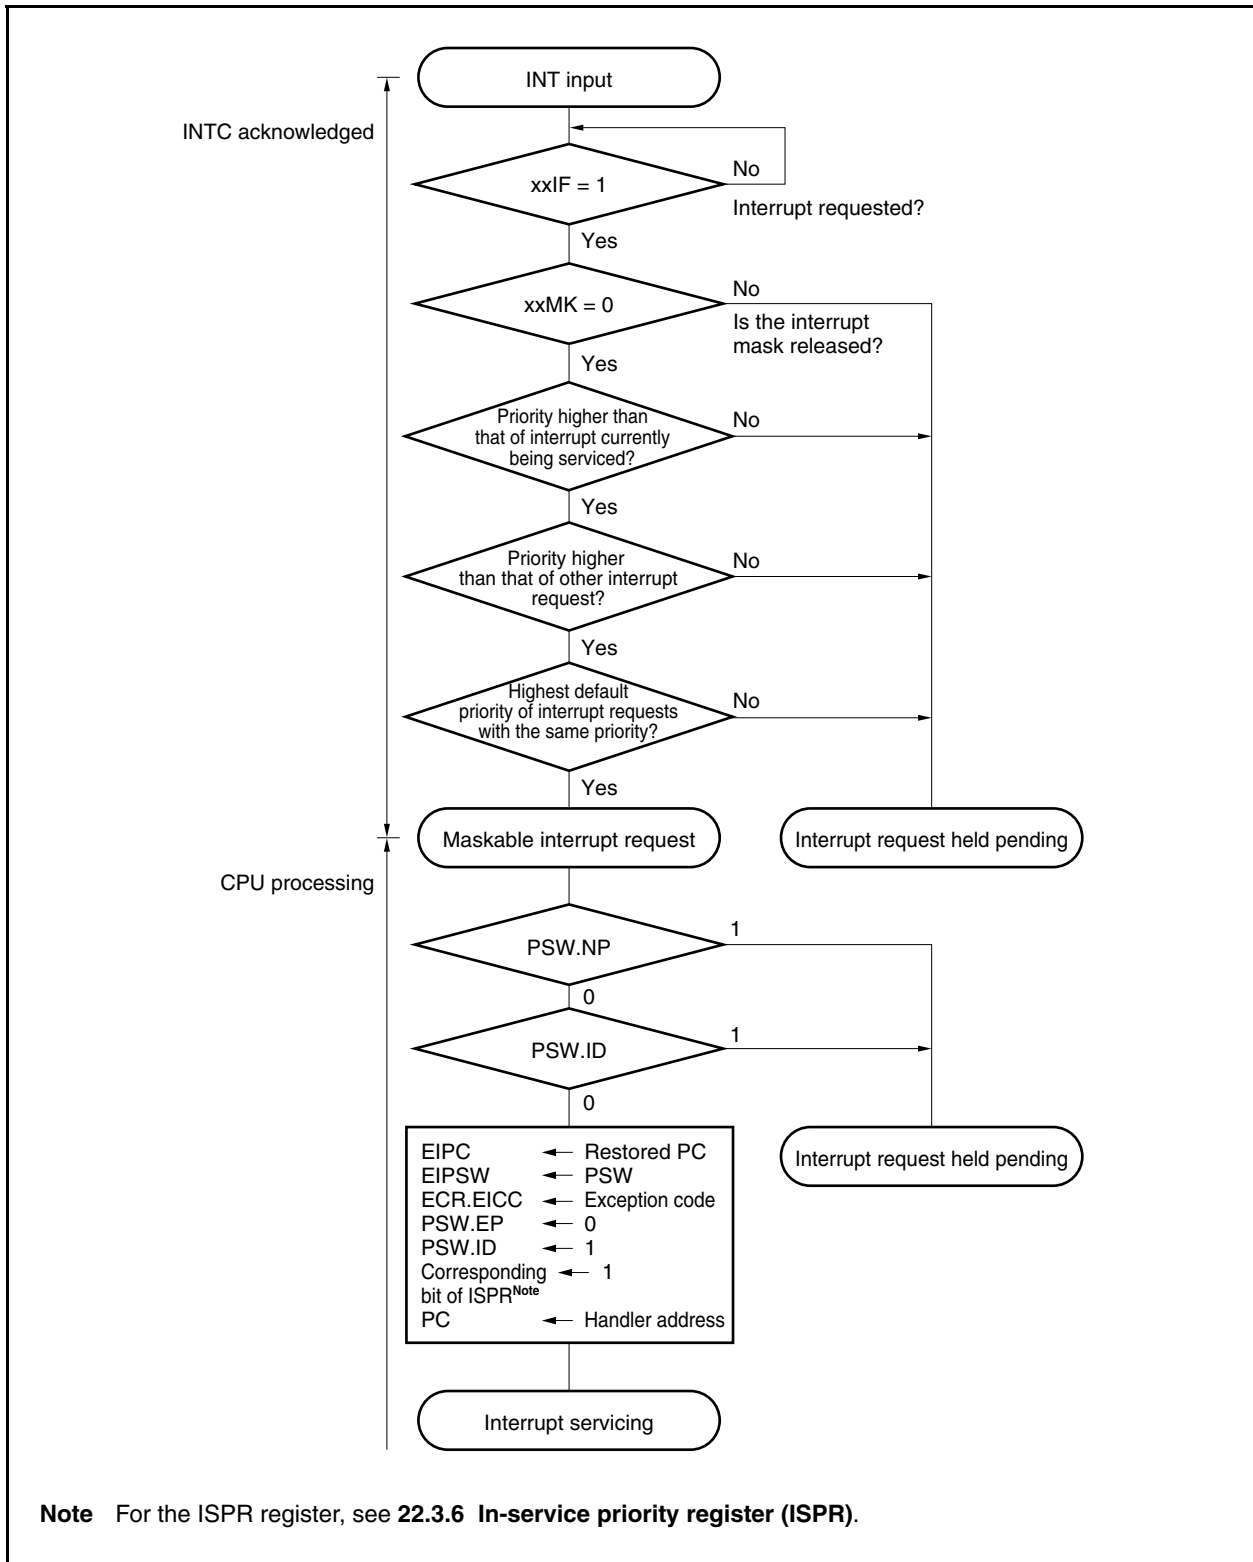 INT input
INTC acknowledged
xxIF = 1
No
Interrupt requested?
Yes
xxMK = 0
No
Is the interrupt
mask released?
Yes
Priority higher than
that of interrupt currently
being serviced?
No
Yes
Priority higher
than that of other interrupt
request?
No
Yes
Highest default
priority of interrupt requests
with the same priority?
No
Yes
Maskable interrupt request
Interrupt request held pending
CPU processing
PSW.NP
1
0
PSW.ID
1
0
EIPC ← Restored PC
EIPSW ← PSW
ECR.EICC ← Exception code
PSW.EP ← 0
PSW.ID ← 1
Corresponding ← 1
bit of ISPRNote
PC ← Handler address
Interrupt request held pending
Interrupt servicing
Note For the ISPR register, see 22.3.6 In-service priority register (ISPR).